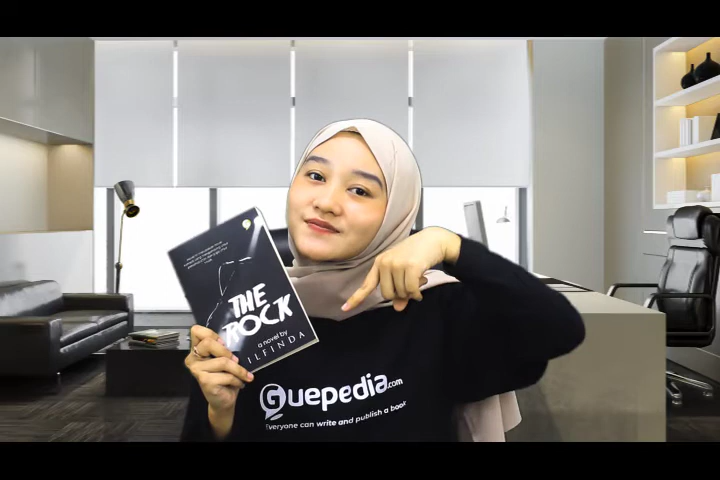 THE
ROCK
a novel by
ILFINDA
Guepedia.com
Everyone can write and publish a book